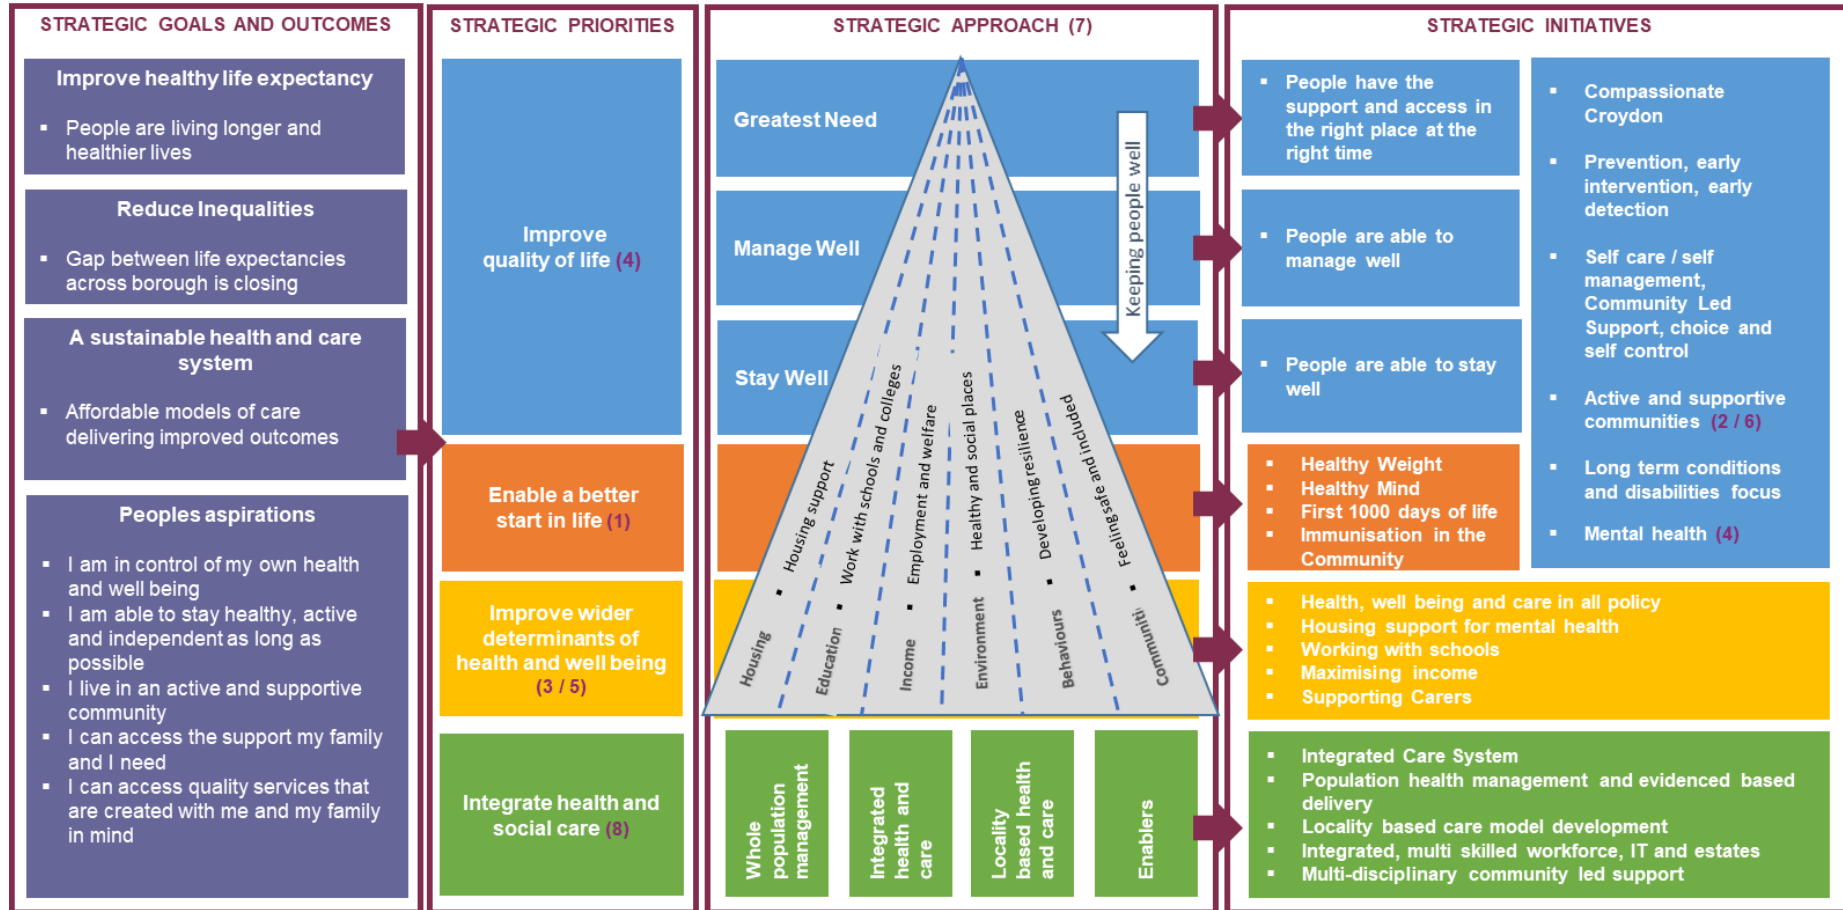 STRATEGIC GOALS AND OUTCOMES
Improve healthy life expectancy
▪ People are living longer and
healthier lives
Reduce Inequalities
▪ Gap between life expectancies
across borough is closing
A sustainable health and care
system
▪ Affordable models of care
delivering improved outcomes
Peoples aspirations
▪ I am in control of my own health
and well being
▪ I am able to stay healthy, active
and independent as long as
possible
▪ I live in an active and supportive
community
▪ I can access the support my family
and I need
▪ I can access quality services that
are created with me and my family
in mind
STRATEGIC PRIORITIES
Improve
quality of life (4)
Enable a better
start in life (1)
Improve wider
determinants of
health and well being
(3 / 5)
Integrate health and
social care (8)
STRATEGIC APPROACH (7)
Greatest Need
Manage Well
Stay Well
Keeping people well
Housing ▪ Housing support
Education ▪ Work with schools and colleges
Income ▪ Employment and welfare
Environment ▪ Healthy and social places
Behaviours ▪ Developing resilience
Communiti ▪ Feeling safe and included
Whole
population
management
Integrated
health and
care
Locality
based health
and care
Enablers
STRATEGIC INITIATIVES
▪ People have the
support and access in
the right place at the
right time
▪ People are able to
manage well
▪ People are able to stay
well
▪ Compassionate
Croydon
▪ Prevention, early
intervention, early
detection
▪ Self care / self
management,
Community Led
Support, choice and
self control
▪ Active and supportive
communities (2 / 6)
▪ Long term conditions
and disabilities focus
▪ Mental health (4)
▪ Healthy Weight
▪ Healthy Mind
▪ First 1000 days of life
▪ Immunisation in the
Community
▪ Health, well being and care in all policy
▪ Housing support for mental health
▪ Working with schools
▪ Maximising income
▪ Supporting Carers
▪ Integrated Care System
▪ Population health management and evidenced based
delivery
▪ Locality based care model development
▪ Integrated, multi skilled workforce, IT and estates
▪ Multi-disciplinary community led support